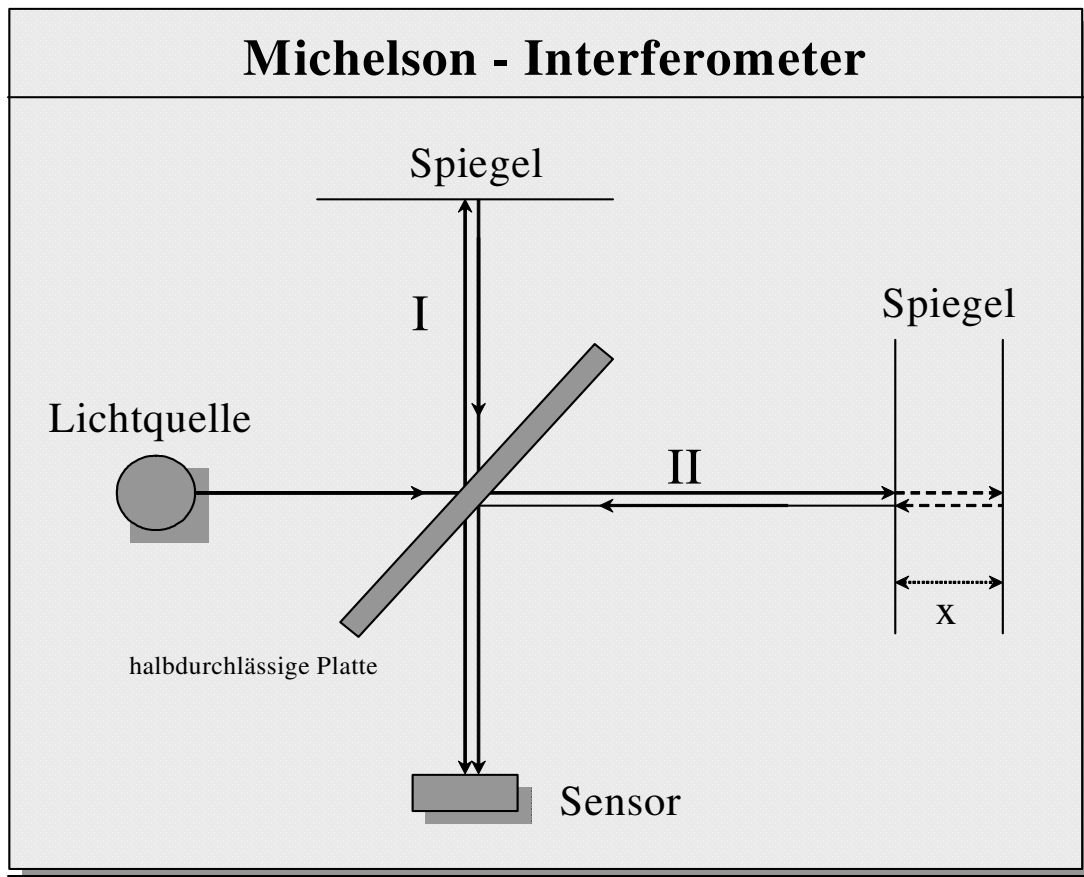 Michelson - Interferometer
Spiegel
Spiegel
I
Lichtquelle
II
x
halbdurchlässige Platte
Sensor